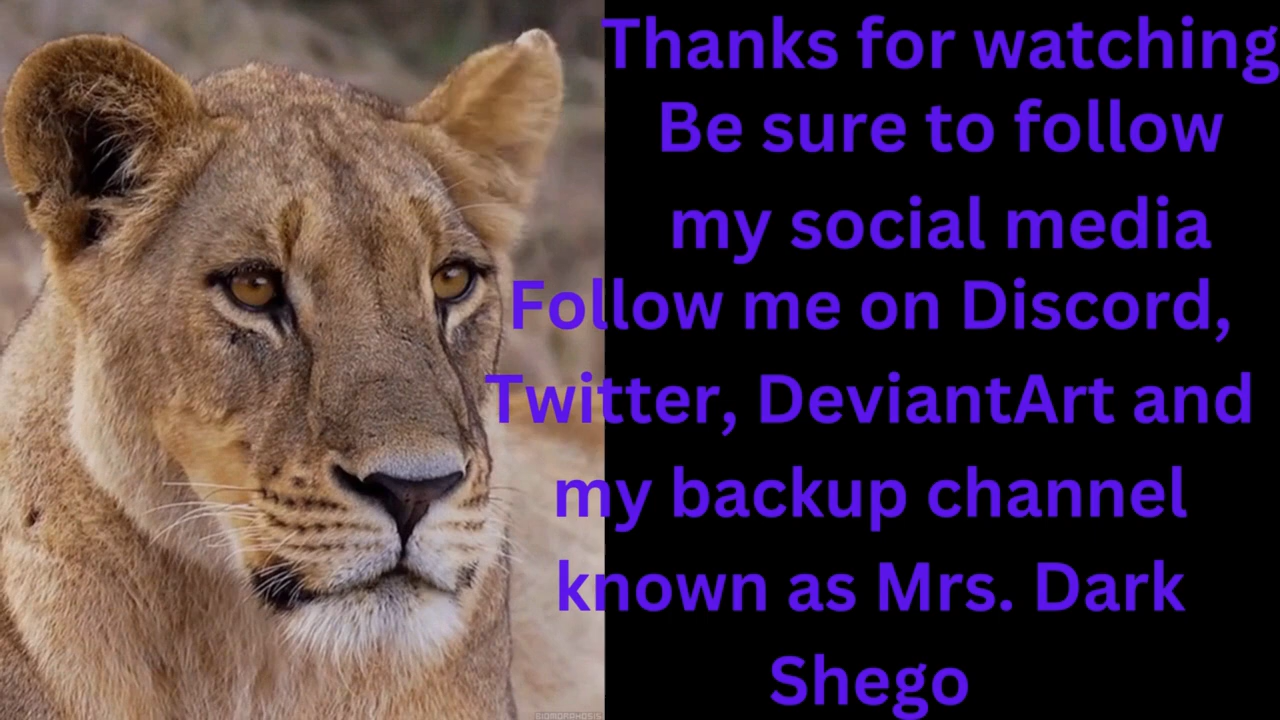 Thanks for watching
Be sure to follow
my social media
Follow me on Discord,
Twitter, DeviantArt and
my backup channel
known as Mrs. Dark
Shego
BIOMORPHOSIS